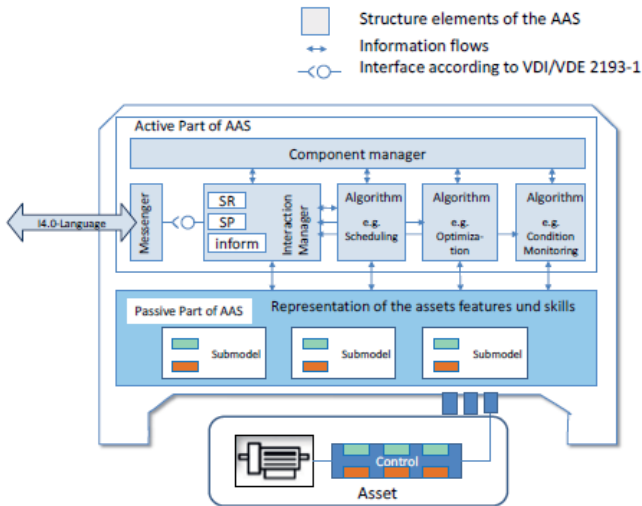 Structure elements of the AAS
Information flows
Interface according to VDI/VDE 2193-1
Active Part of AAS
Component manager
I4.0-Language
Messenger
SR
SP
inform
Interaction
Manager
Algorithm
e.g.
Scheduling
Algorithm
e.g.
Optimiza-
tion
Algorithm
e.g.
Condition
Monitoring
Passive Part of AAS
Representation of the assets features und skills
Submodel
Submodel
Submodel
Control
Asset